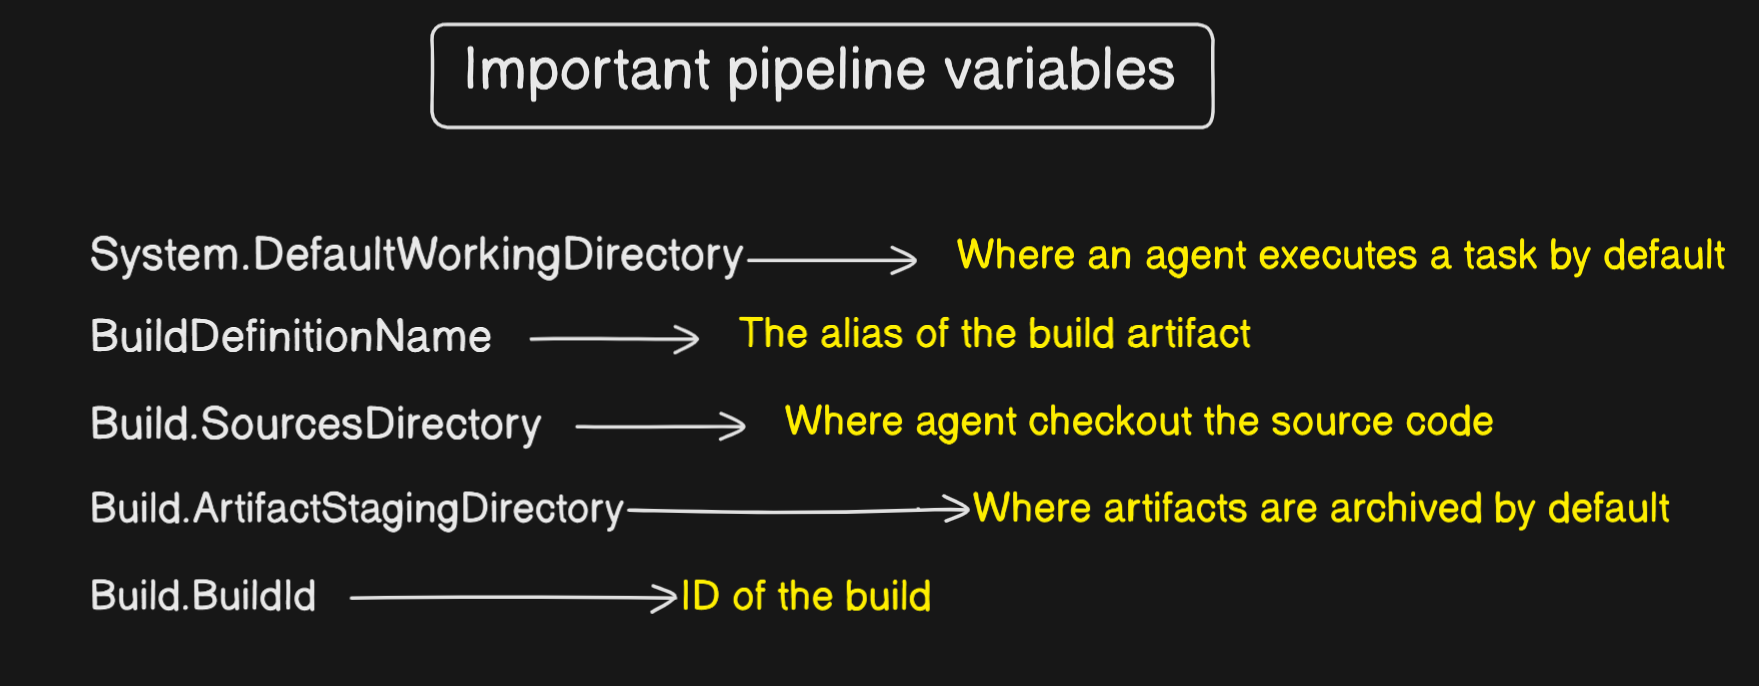 Important pipeline variables
System.DefaultWorkingDirectory Where an agent executes a task by default
BuildDefinitionName The alias of the build artifact
Build.SourcesDirectory Where agent checkout the source code
Build.ArtifactStagingDirectory Where artifacts are archived by default
Build.BuildId ID of the build